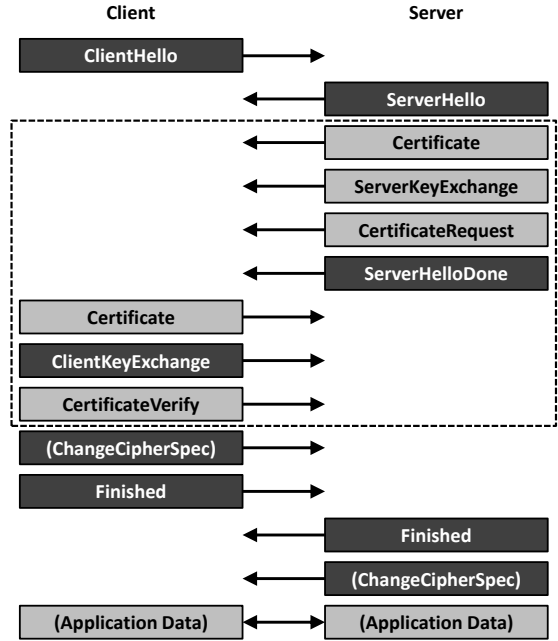 Client Server
ClientHello
ServerHello
Certificate
ServerKeyExchange
CertificateRequest
ServerHelloDone
Certificate
ClientKeyExchange
CertificateVerify
(ChangeCipherSpec)
Finished
Finished
(ChangeCipherSpec)
(Application Data) (Application Data)